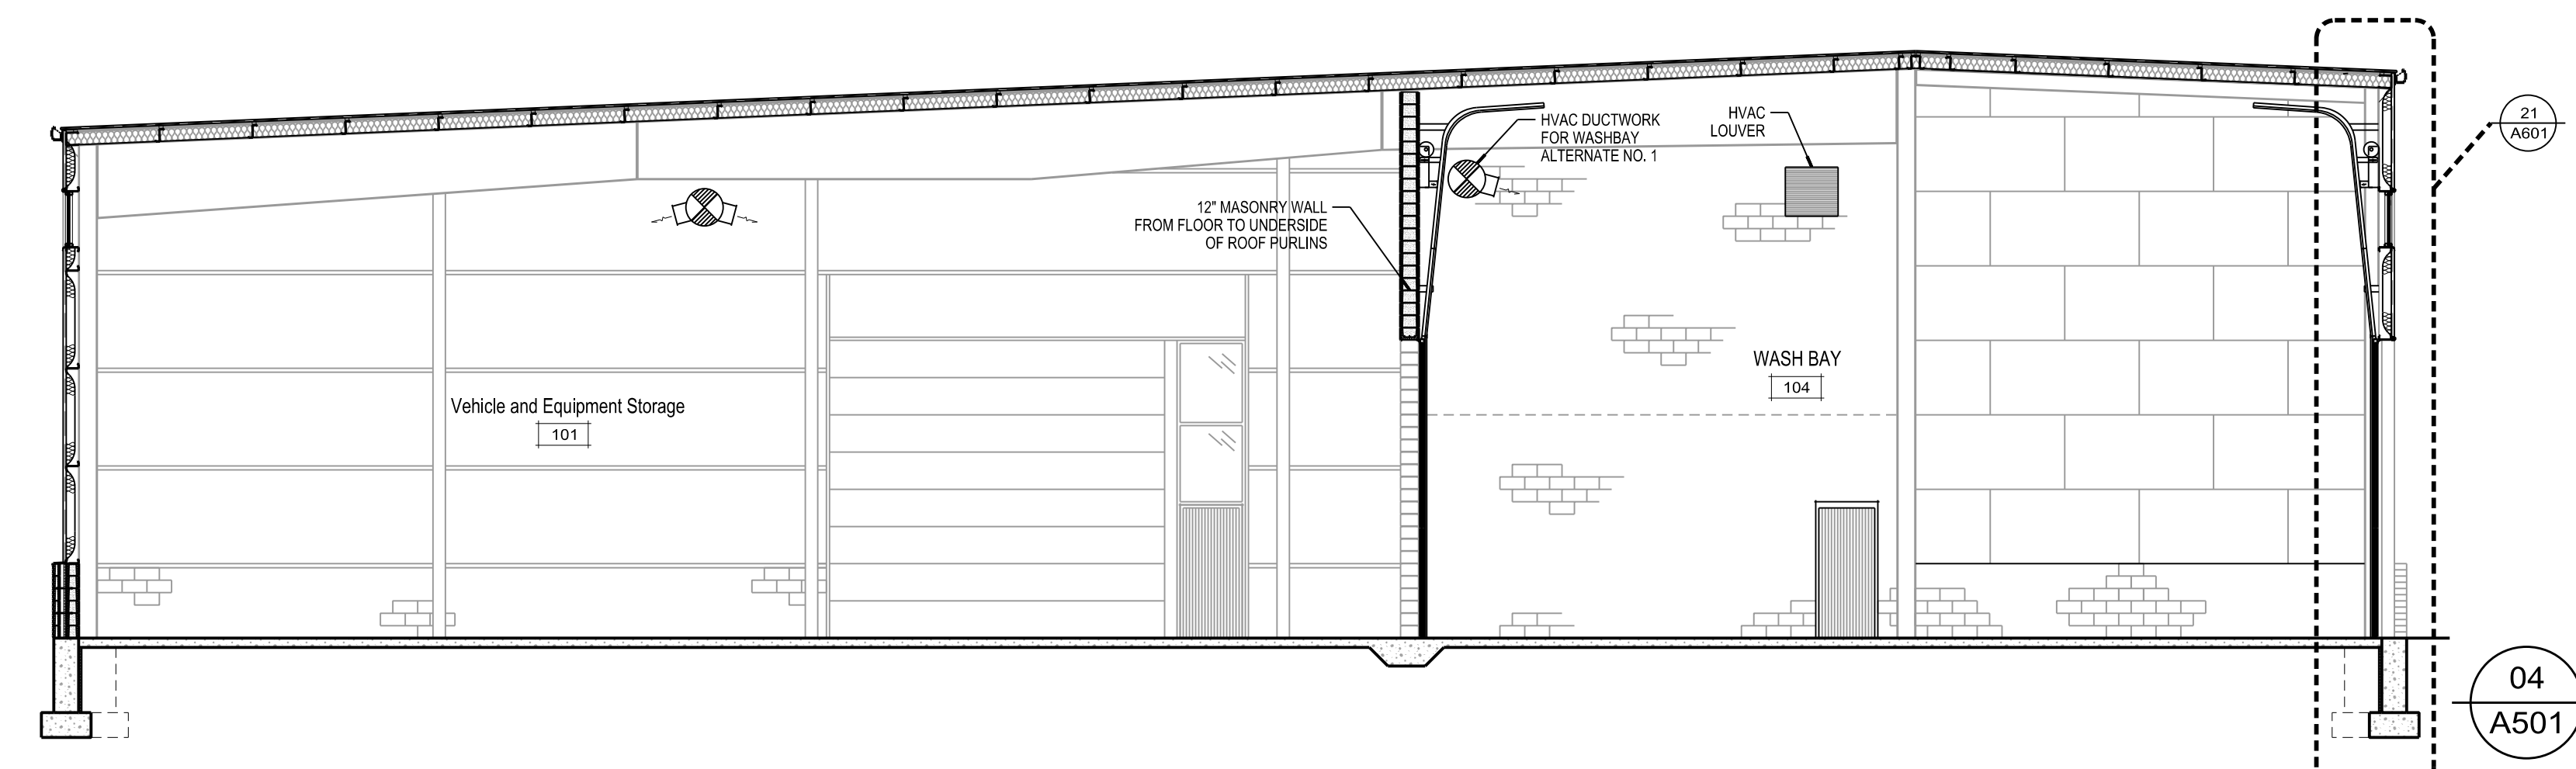 HVAC DUCTWORK
FOR WASHBAY
ALTERNATE NO. 1
HVAC
LOUVER
21
A601
12" MASONRY WALL
FROM FLOOR TO UNDERSIDE
OF ROOF PURLINS
Vehicle and Equipment Storage
101
WASH BAY
104
04
A501